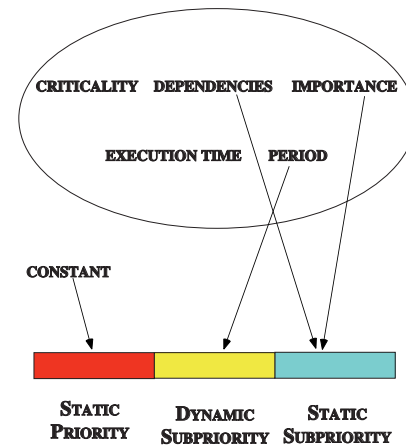 CRITICALITY DEPENDENCIES IMPORTANCE
EXECUTION TIME PERIOD
CONSTANT
STATIC PRIORITY
DYNAMIC SUBPRIORITY
STATIC SUBPRIORITY